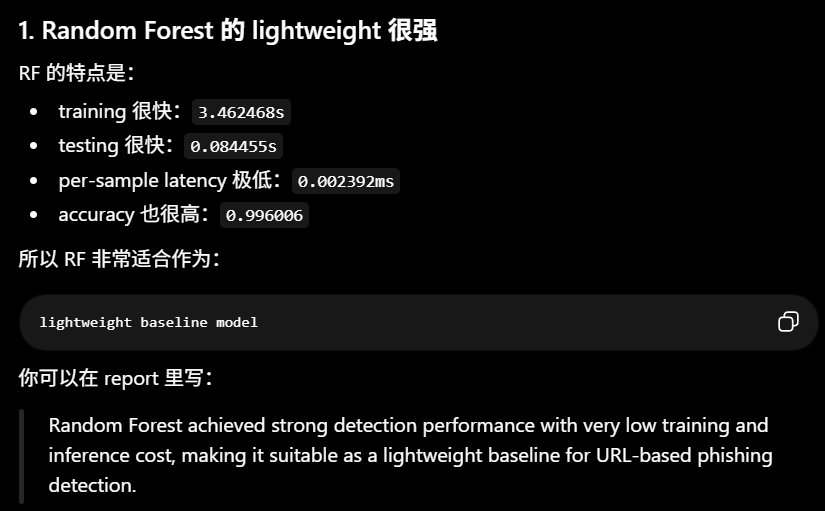 1. Random Forest 的 lightweight 很强
RF 的特点是：
• training 很快：3.462468s
• testing 很快：0.084455s
• per-sample latency 极低：0.002392ms
• accuracy 也很高：0.996006
所以 RF 非常适合作为：
lightweight baseline model
你可以在 report 里写：
Random Forest achieved strong detection performance with very low training and
inference cost, making it suitable as a lightweight baseline for URL-based phishing
detection.